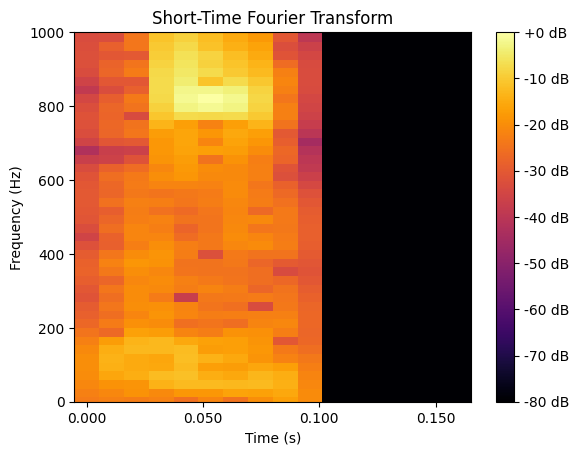 Short-Time Fourier Transform
1000
800
600
400
200
0
Frequency (Hz)
0.000
0.050
0.100
0.150
Time (s)
+0 dB
-10 dB
-20 dB
-30 dB
-40 dB
-50 dB
-60 dB
-70 dB
-80 dB